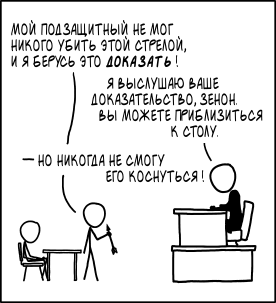 МОЙ ПОДЗАЩИТНЫЙ НЕ МОГ
НИКОГО УБИТЬ ЭТОЙ СТРЕЛОЙ,
И Я БЕРУСЬ ЭТО ДОКАЗАТЬ!
Я ВЫСЛУШАЮ ВАШЕ
ДОКАЗАТЕЛЬСТВО, ЗЕНОН.
ВЫ МОЖЕТЕ ПРИБЛИЗИТЬСЯ
К СТОЛУ.
— НО НИКОГДА НЕ СМОГУ
ЕГО КОСНУТЬСЯ!